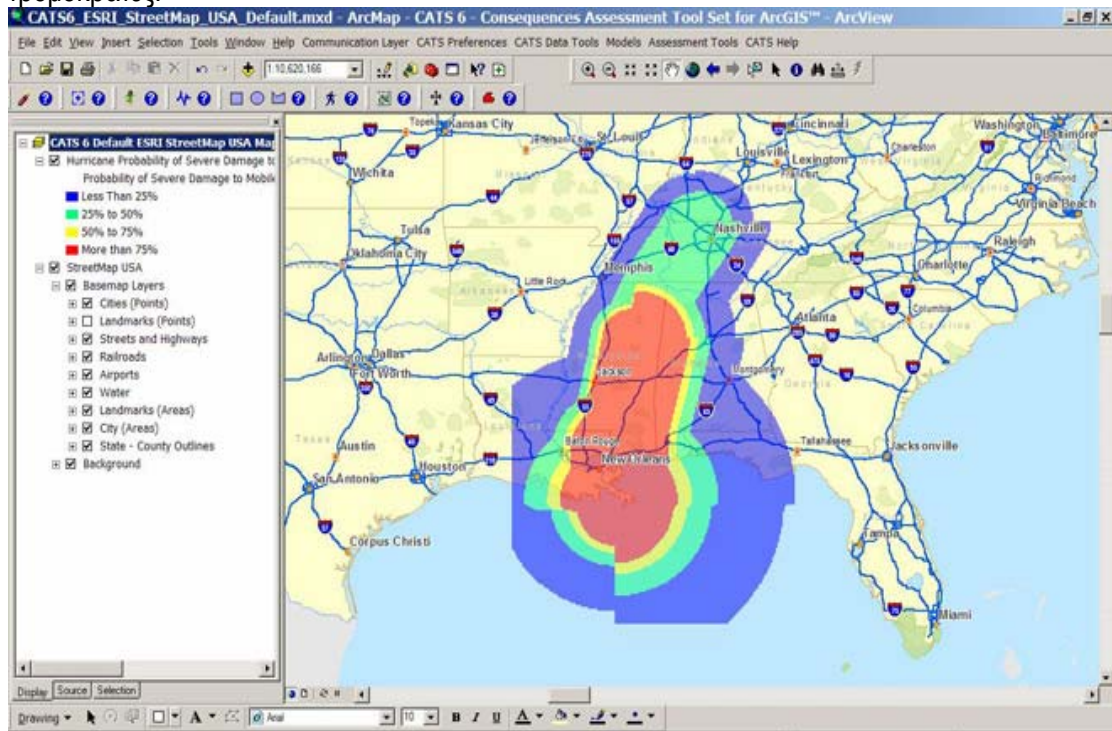 τρομοκρατίας.
CATS6_ESRI_StreetMap_USA_Default.mxd - ArcMap - CATS 6 - Consequences Assessment Tool Set for ArcGIS™ - ArcView
File Edit View Insert Selection Tools Window Help Communication Layer CATS Preferences CATS Data Tools Models Assessment Tools CATS Help
1:10,620,166
CATS 6 Default ESRI StreetMap USA Map
Hurricane Probability of Severe Damage to
Probability of Severe Damage to Mobile
Less Than 25%
25% to 50%
50% to 75%
More than 75%
StreetMap USA
Basemap Layers
Cities (Points)
Landmarks (Points)
Streets and Highways
Railroads
Airports
Water
Landmarks (Areas)
City (Areas)
State - County Outlines
Background
Display Source Selection
Topeka Kansas City
St. Louis
Cincinnati
Washington
Baltimore
Louisville
Lexington
Frankfort
Charleston
Richmond
Virginia Beach
Wichita
Tulsa
Nashville
Raleigh
Oklahoma City
Memphis
Charlotte
Little Rock
Columbia
Atlanta
Arlington Dallas
Fort Worth
Jackson
Montgomery
Georgia
Austin
Baton Rouge
Tallahassee
Jacksonville
Houston
New Orleans
San Antonio
Corpus Christi
Tampa
Miami
Drawing
Arial
10
B I U A